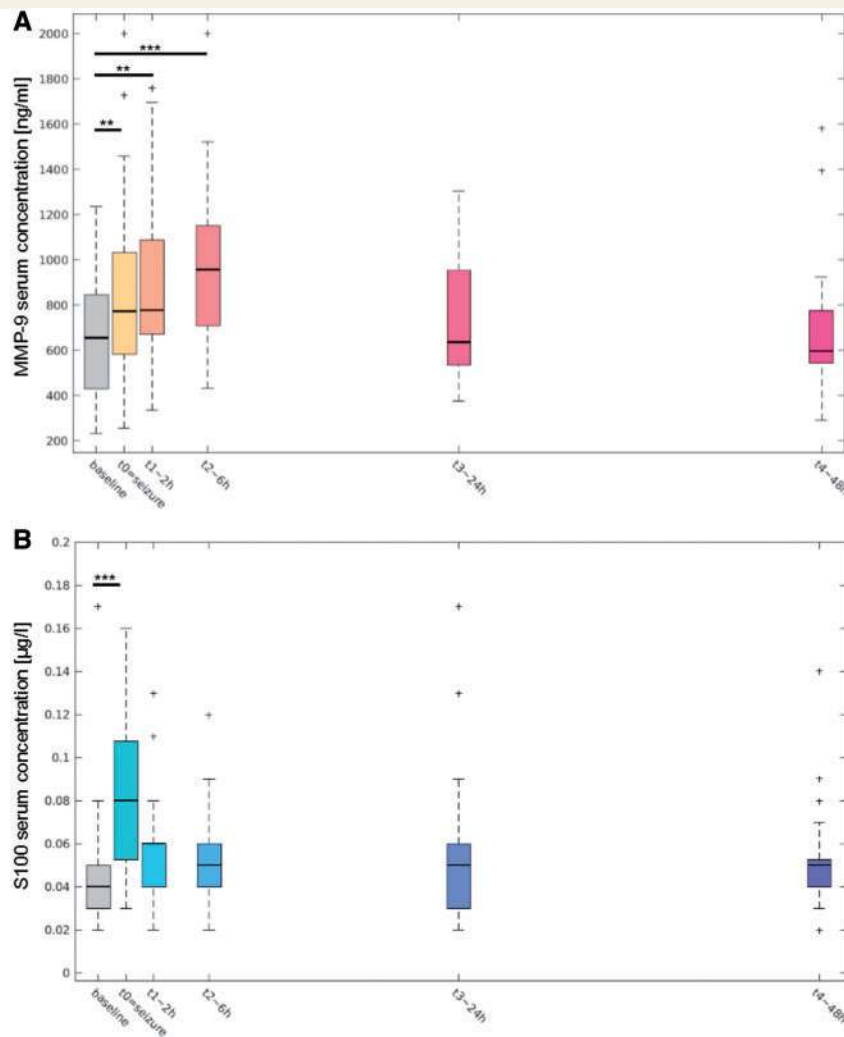 A
MMP-9 serum concentration [ng/ml]
2000
1800
1600
1400
1200
1000
800
600
400
200
***
**
**
baseline
t0=seizure
t1~2h
t2~6h
t3~24h
t4~48h
B
S100 serum concentration [µg/l]
0.2
0.18
0.16
0.14
0.12
0.1
0.08
0.06
0.04
0.02
0
***
baseline
t0=seizure
t1~2h
t2~6h
t3~24h
t4~48h